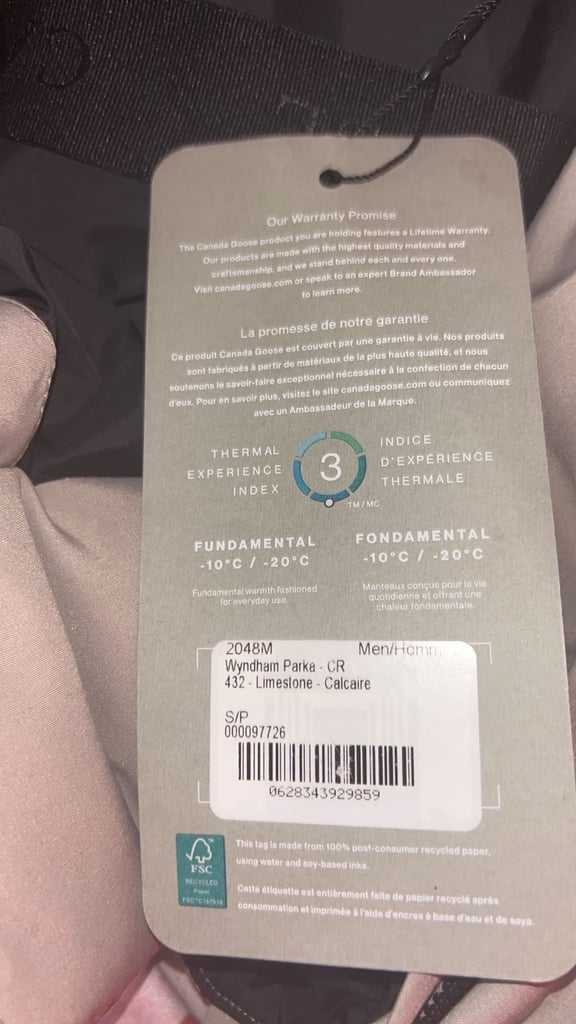 Our Warranty Promise
The Canada Goose product you are holding features a Lifetime Warranty.
Our products are made with the highest quality materials and
craftsmanship, and we stand behind each and every one.
Visit canadagoose.com or speak to an expert Brand Ambassador
to learn more.
La promesse de notre garantie
Ce produit Canada Goose est couvert par une garantie à vie. Nos produits
sont fabriqués à partir de matériaux de la plus haute qualité, et nous
soutenons le savoir-faire exceptionnel nécessaire à la confection de chacun
d'eux. Pour en savoir plus, visitez le site canadagoose.com ou communiquez
avec un Ambassadeur de la Marque.
THERMAL
EXPERIENCE
INDEX
3
TM/MC
INDICE
D'EXPÉRIENCE
THERMALE
FUNDAMENTAL
-10°C / -20°C
Fundamental warmth fashioned
for everyday use.
FONDAMENTAL
-10°C / -20°C
Manteaux conçus pour la vie
quotidienne et offrant une
chaleur fondamentale.
2048M Men/Homme
Wyndham Parka - CR
432 - Limestone - Calcaire
S/P
000097726
0628343929859
FSC
RECYCLED
Paper
This tag is made from 100% post-consumer recycled paper,
using water and soy-based inks.
Cette étiquette est entièrement faite de papier recyclé après
consommation et imprimée à l'aide d'encres à base d'eau et de soya.